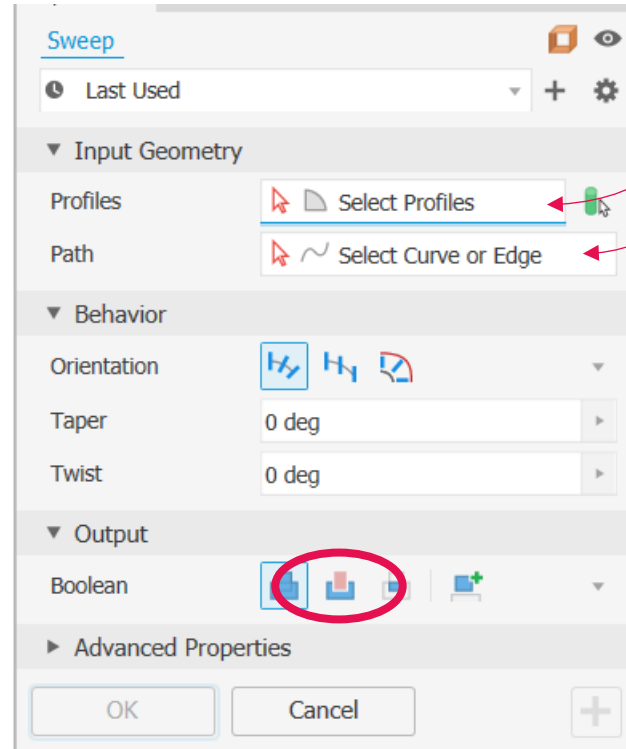 Sweep
Last Used
Input Geometry
Profiles Select Profiles
Path Select Curve or Edge
Behavior
Orientation
Taper 0 deg
Twist 0 deg
Output
Boolean
Advanced Properties
OK Cancel